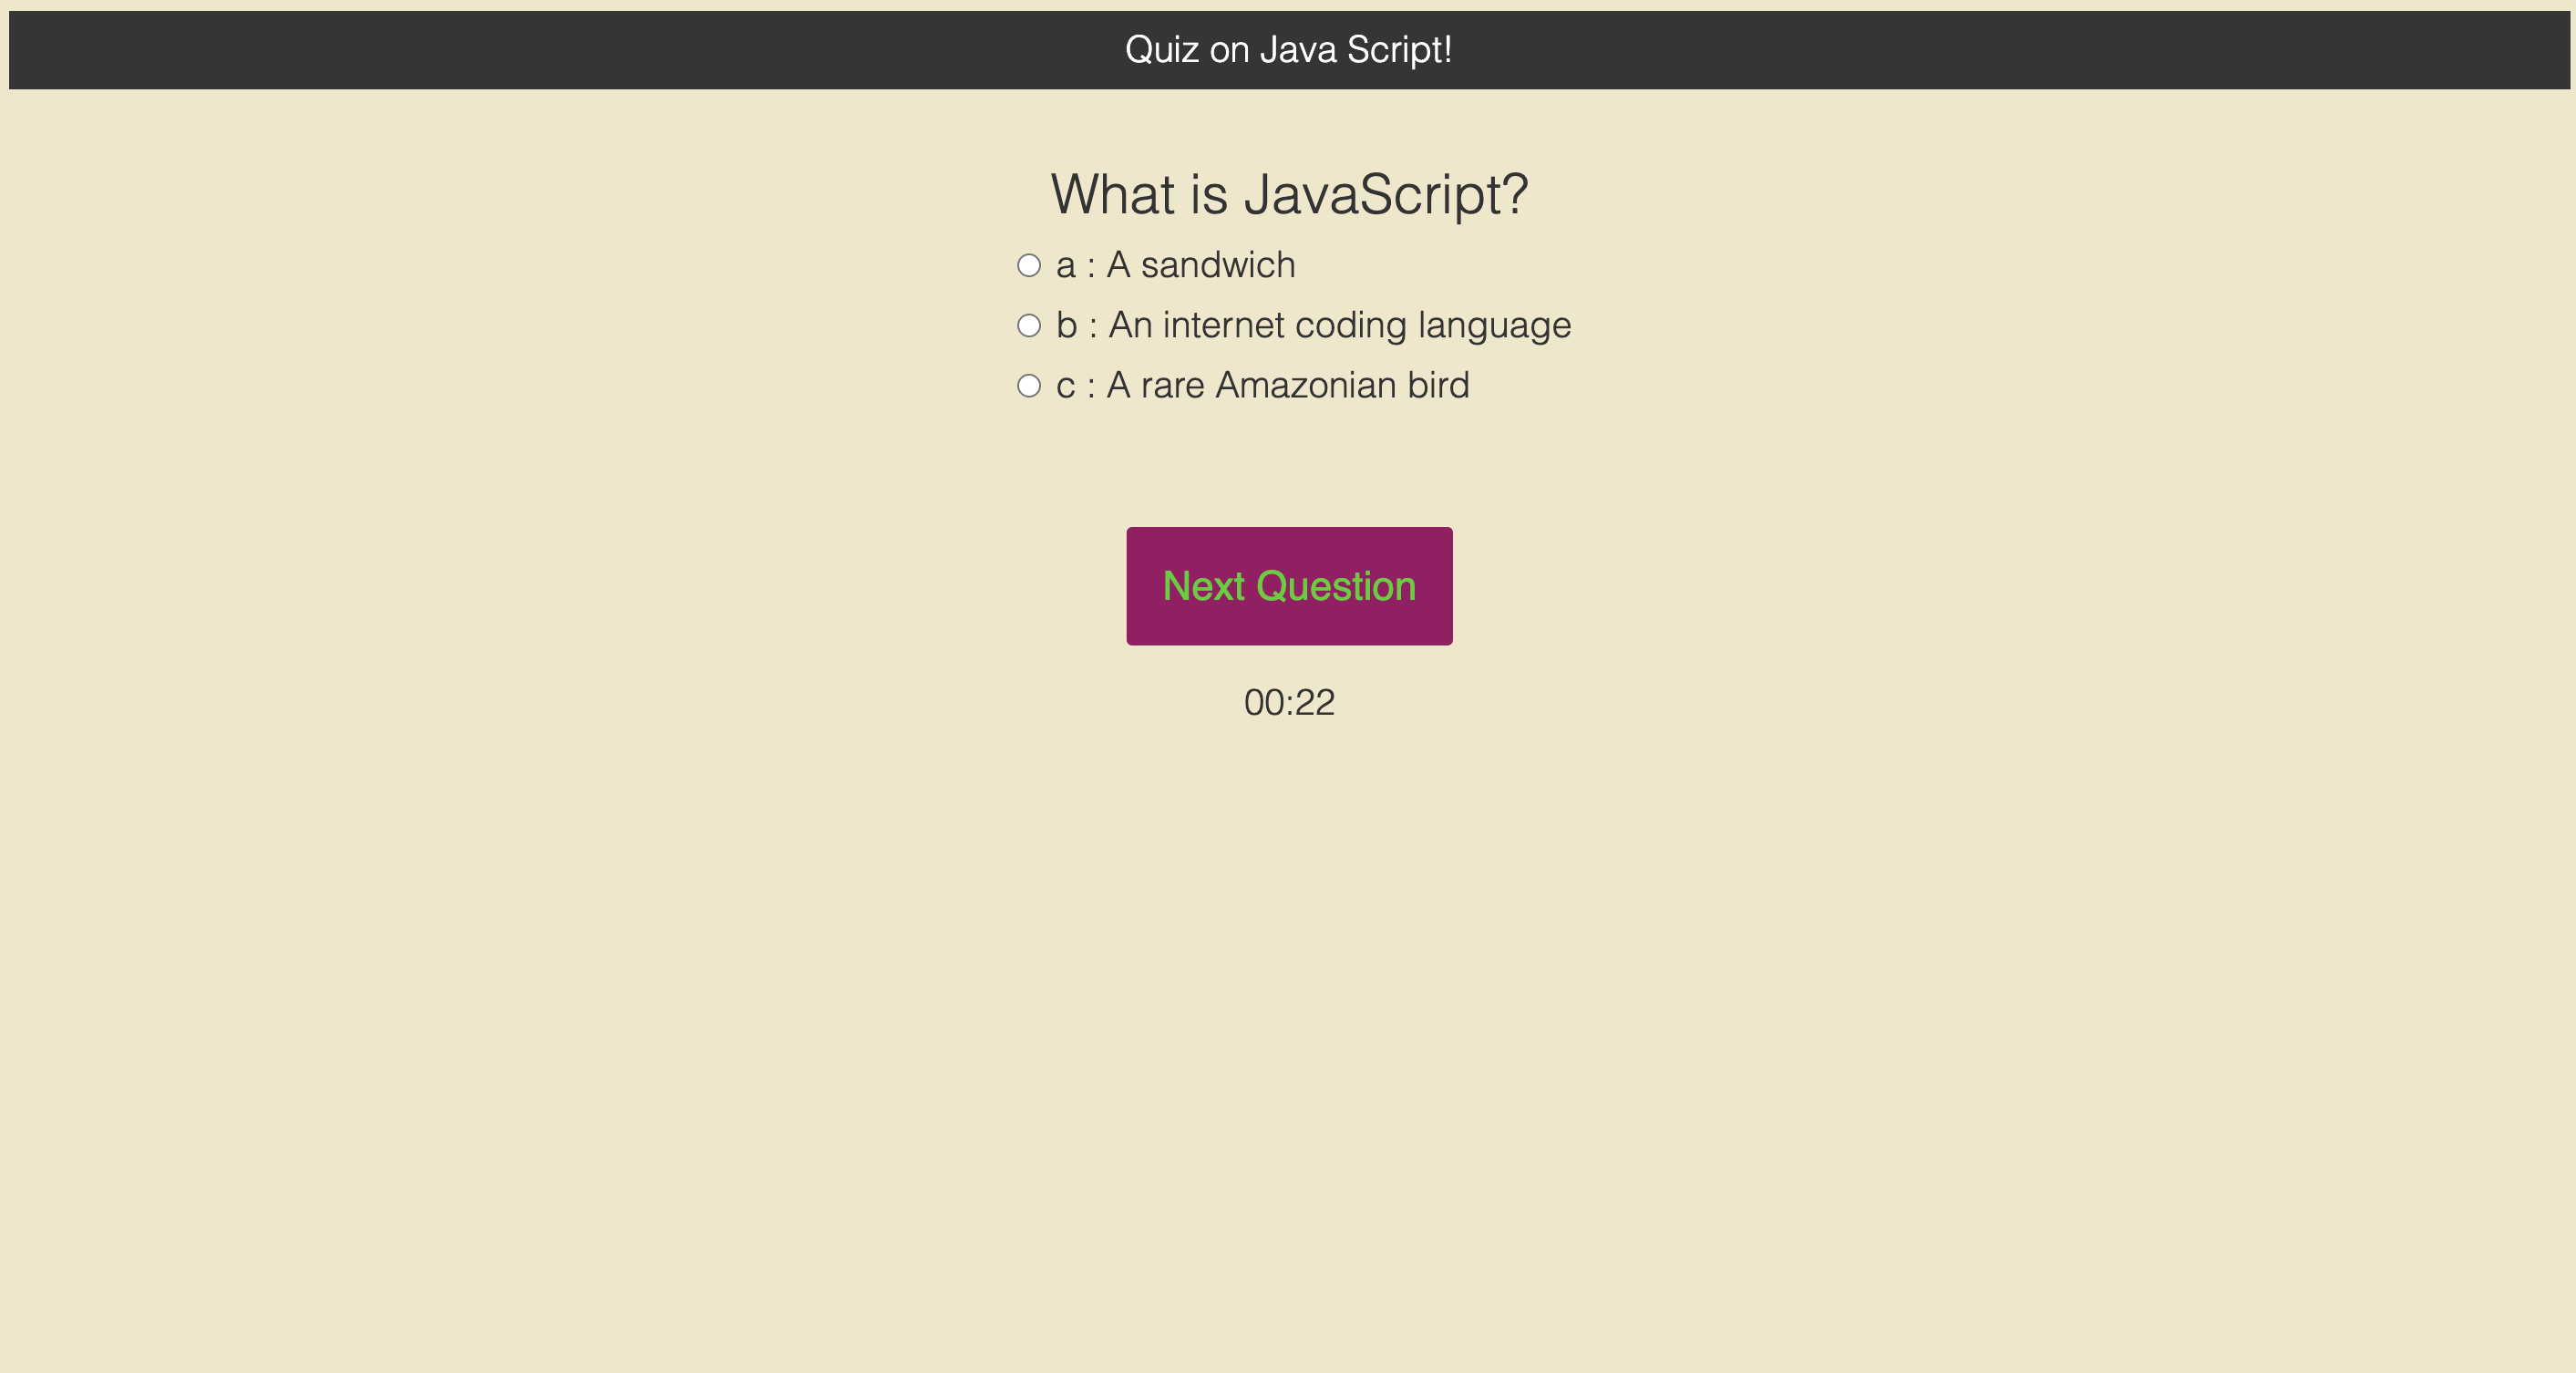 Quiz on Java Script!
What is JavaScript?
a : A sandwich
b : An internet coding language
c : A rare Amazonian bird
Next Question
00:22